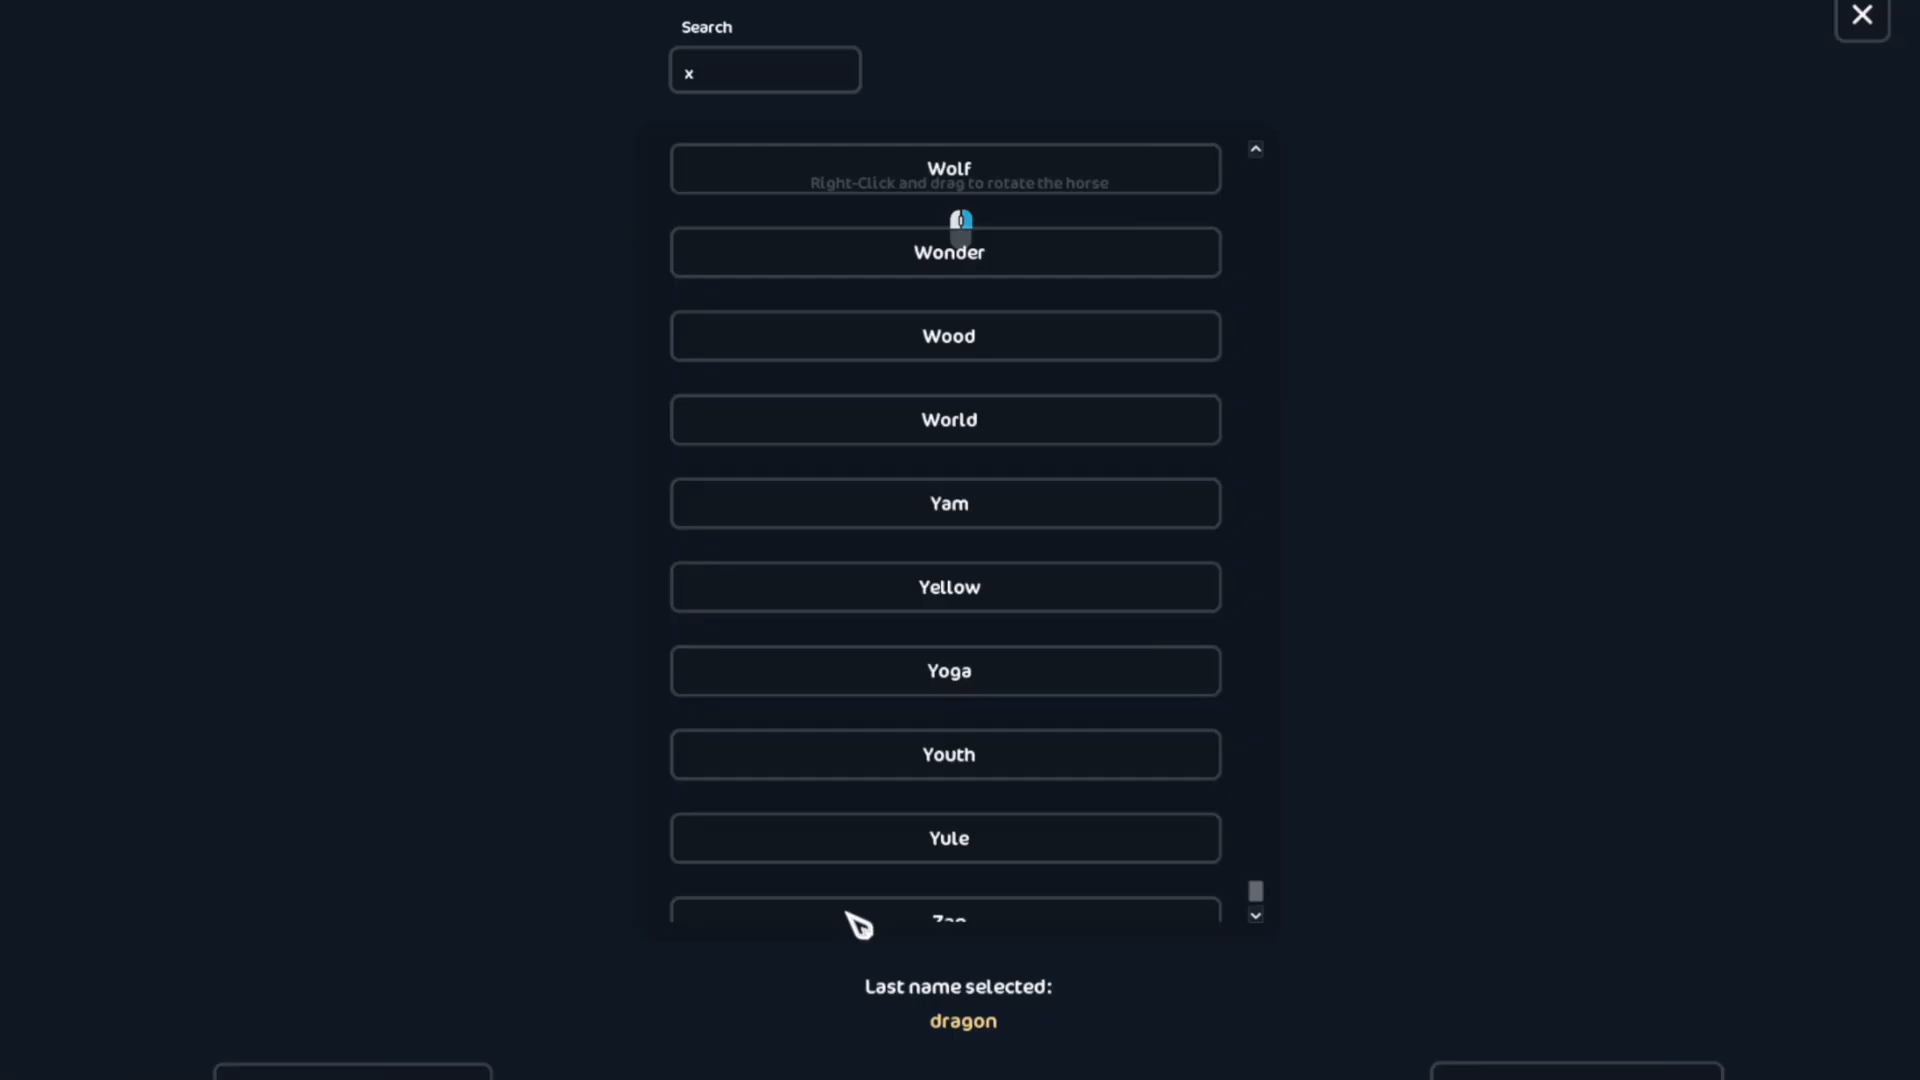 Search
x
Wolf
Right-Click and drag to rotate the horse
Wonder
Wood
World
Yam
Yellow
Yoga
Youth
Yule
Last name selected:
dragon